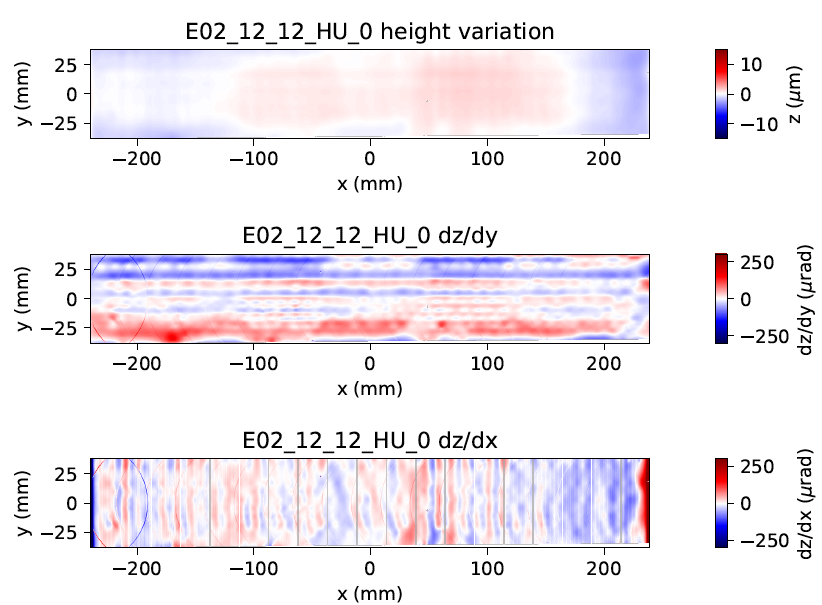 E02_12_12_HU_0 height variation
25
0
−25
y (mm)
−200 −100 0 100 200
x (mm)
10
0
−10
z (μm)
E02_12_12_HU_0 dz/dy
25
0
−25
y (mm)
−200 −100 0 100 200
x (mm)
250
0
−250
dz/dy (μrad)
E02_12_12_HU_0 dz/dx
25
0
−25
y (mm)
−200 −100 0 100 200
x (mm)
250
0
−250
dz/dx (μrad)